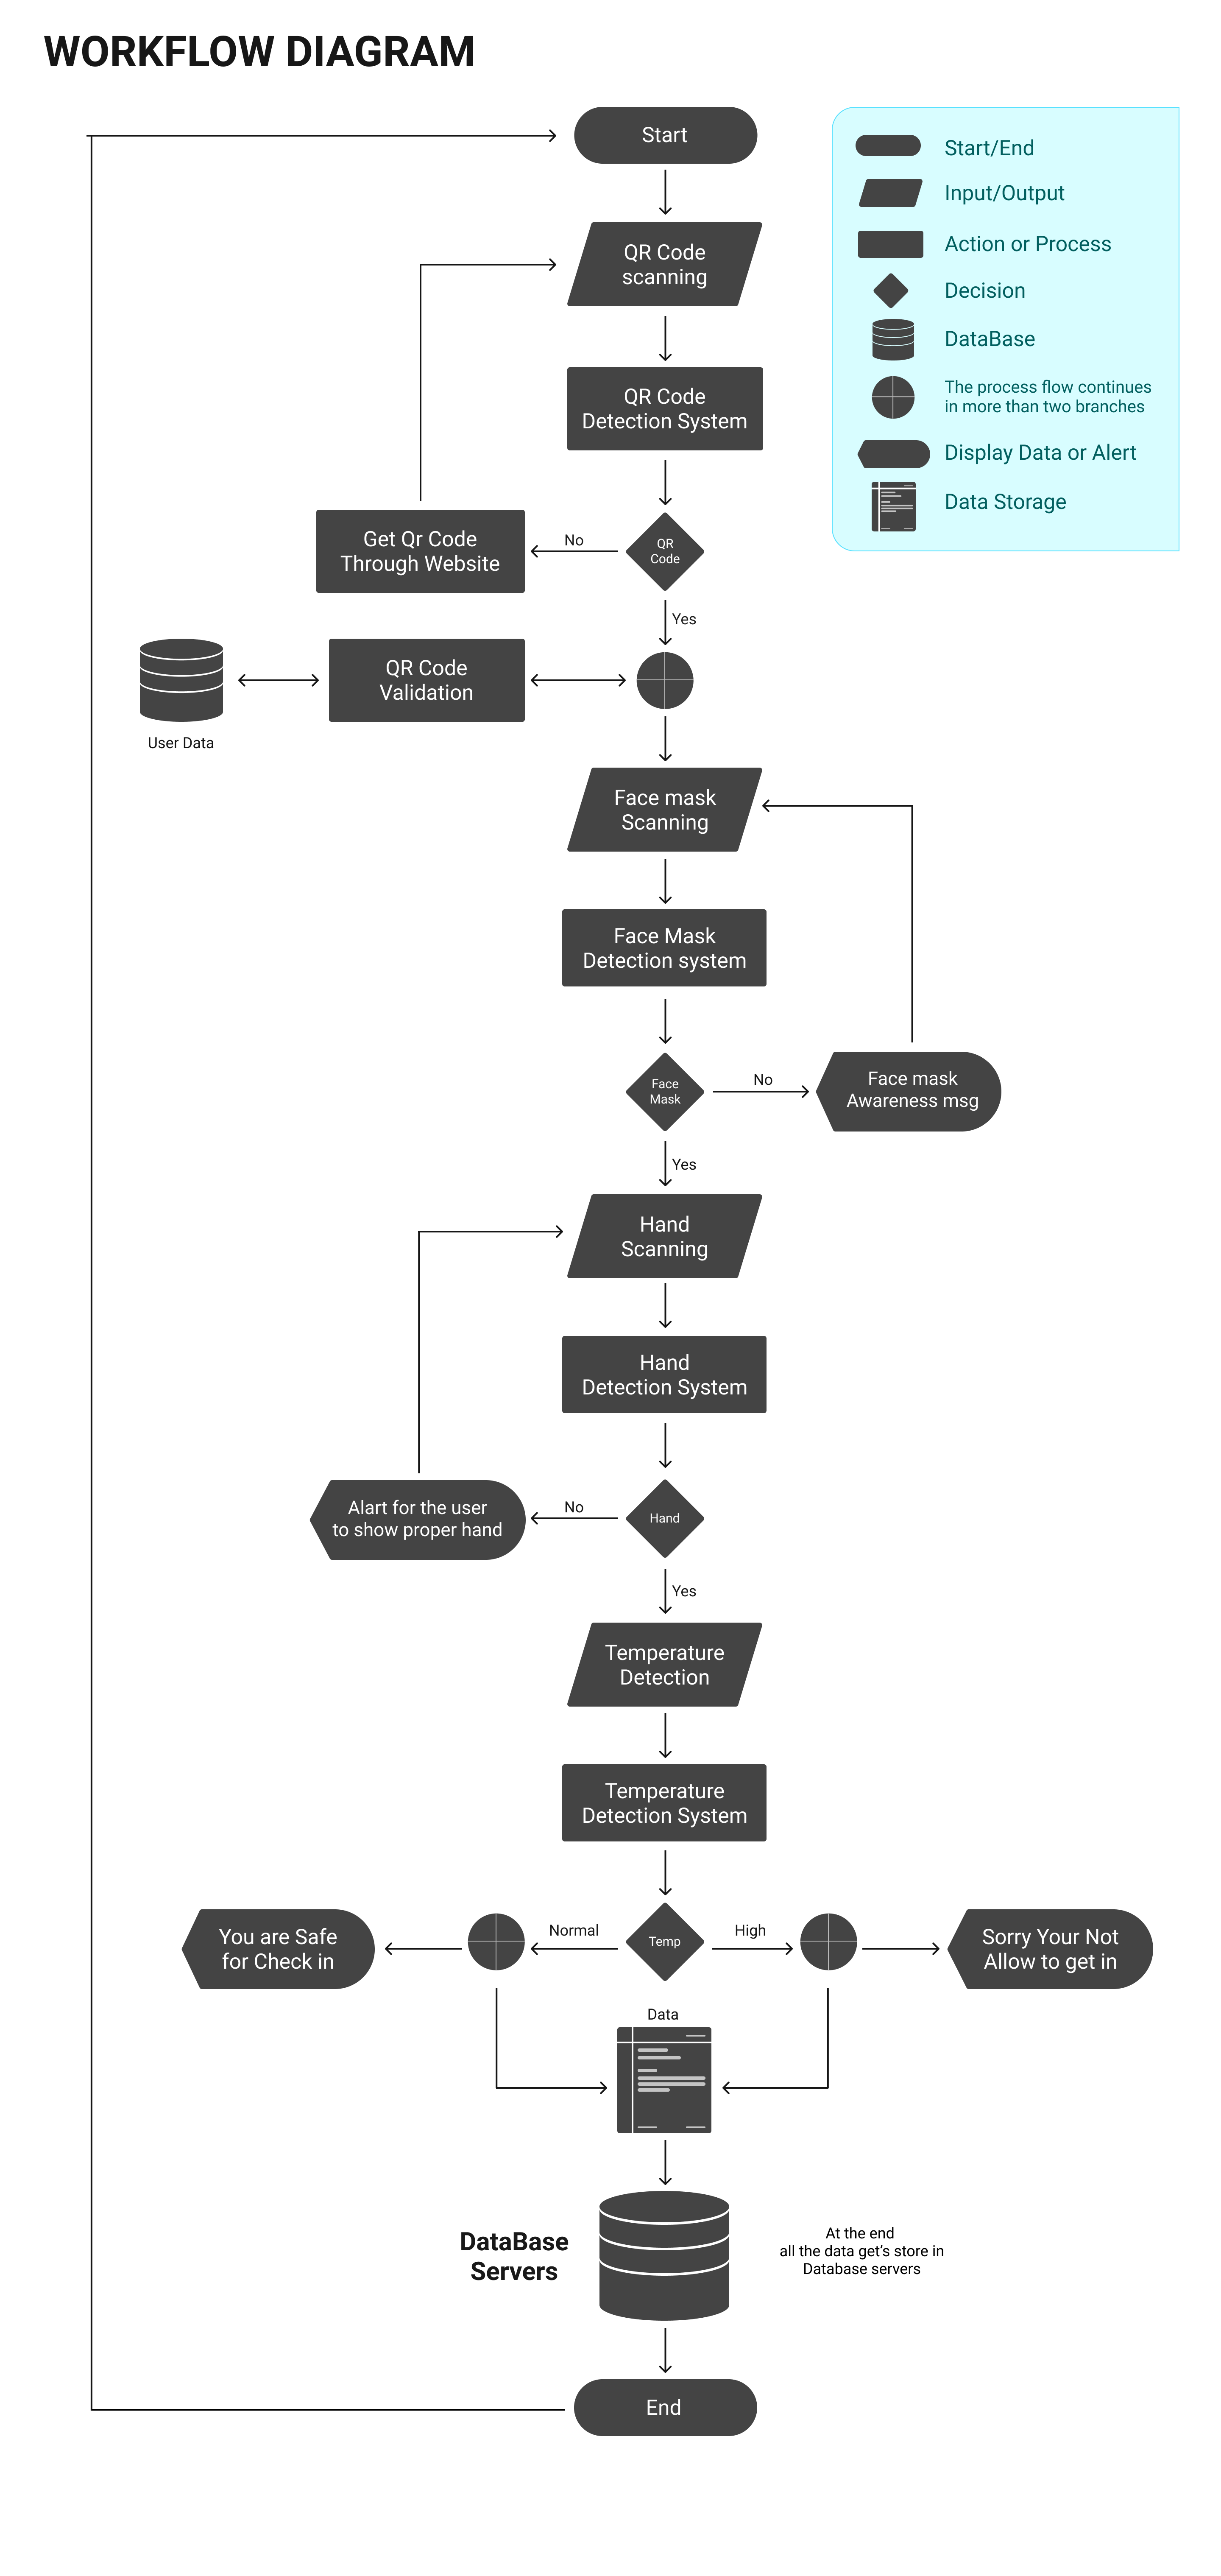 WORKFLOW DIAGRAM
Start
Start/End
Input/Output
Action or Process
Decision
DataBase
The process flow continues
in more than two branches
Display Data or Alert
Data Storage
QR Code
scanning
QR Code
Detection System
QR
Code
No
Get Qr Code
Through Website
Yes
QR Code
Validation
User Data
Face mask
Scanning
Face Mask
Detection system
Face
Mask
No
Face mask
Awareness msg
Yes
Hand
Scanning
Hand
Detection System
Hand
No
Alart for the user
to show proper hand
Yes
Temperature
Detection
Temperature
Detection System
You are Safe
for Check in
Normal
Temp
High
Sorry Your Not
Allow to get in
Data
DataBase
Servers
At the end
all the data get's store in
Database servers
End